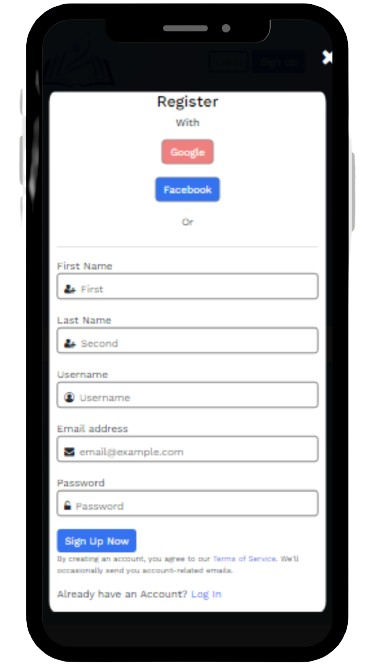 Register
With
Google
Facebook
Or
First Name
First
Last Name
Second
Username
Username
Email address
email@example.com
Password
Password
Sign Up Now
By creating an account, you agree to our Terms of Service. We'll
occasionally send you account-related emails.
Already have an Account? Log In